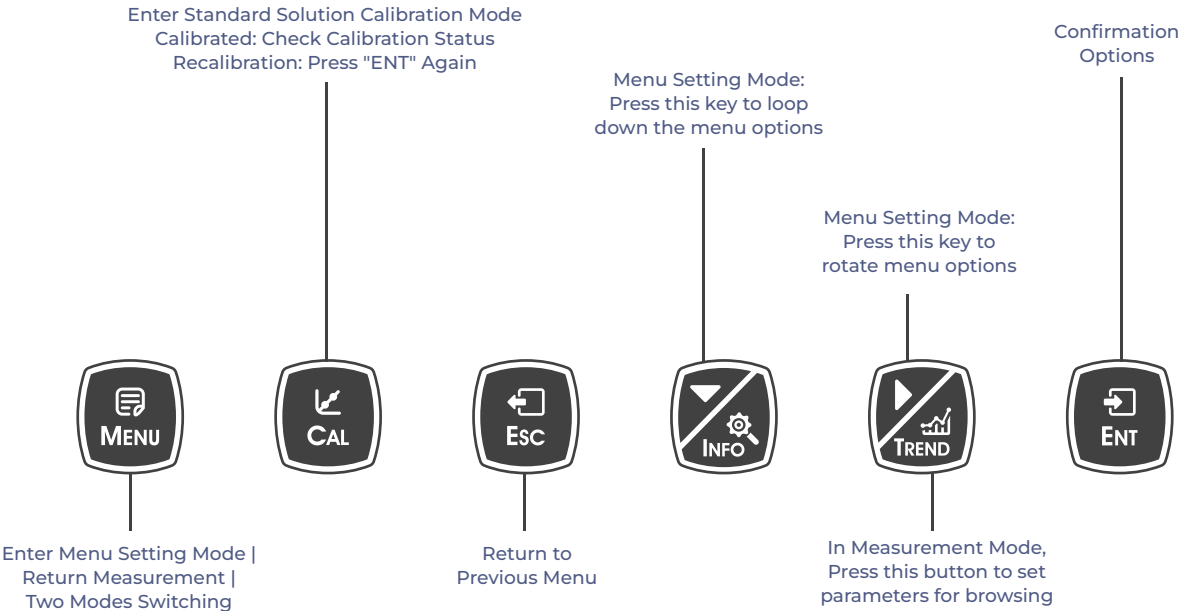 Enter Standard Solution Calibration Mode
Calibrated: Check Calibration Status
Recalibration: Press "ENT" Again
Menu Setting Mode:
Press this key to loop
down the menu options
Menu Setting Mode:
Press this key to
rotate menu options
Confirmation
Options
MENU
CAL
ESC
INFO
TREND
ENT
Enter Menu Setting Mode |
Return Measurement |
Two Modes Switching
Return to
Previous Menu
In Measurement Mode,
Press this button to set
parameters for browsing